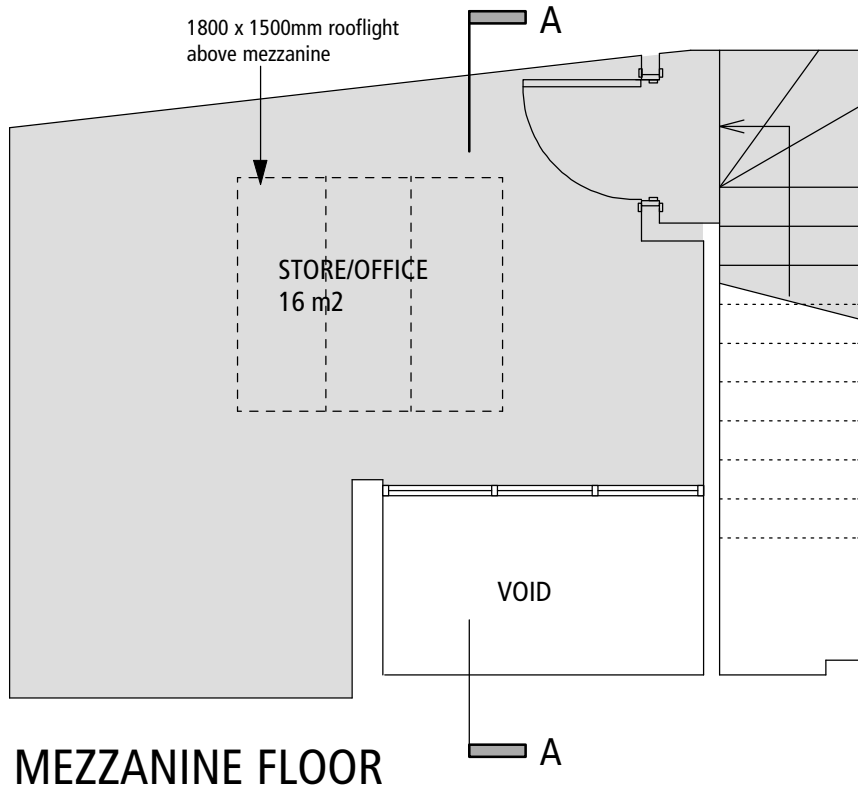 1800 x 1500mm rooflight
above mezzanine
A
STORE/OFFICE
16 m2
VOID
A
MEZZANINE FLOOR